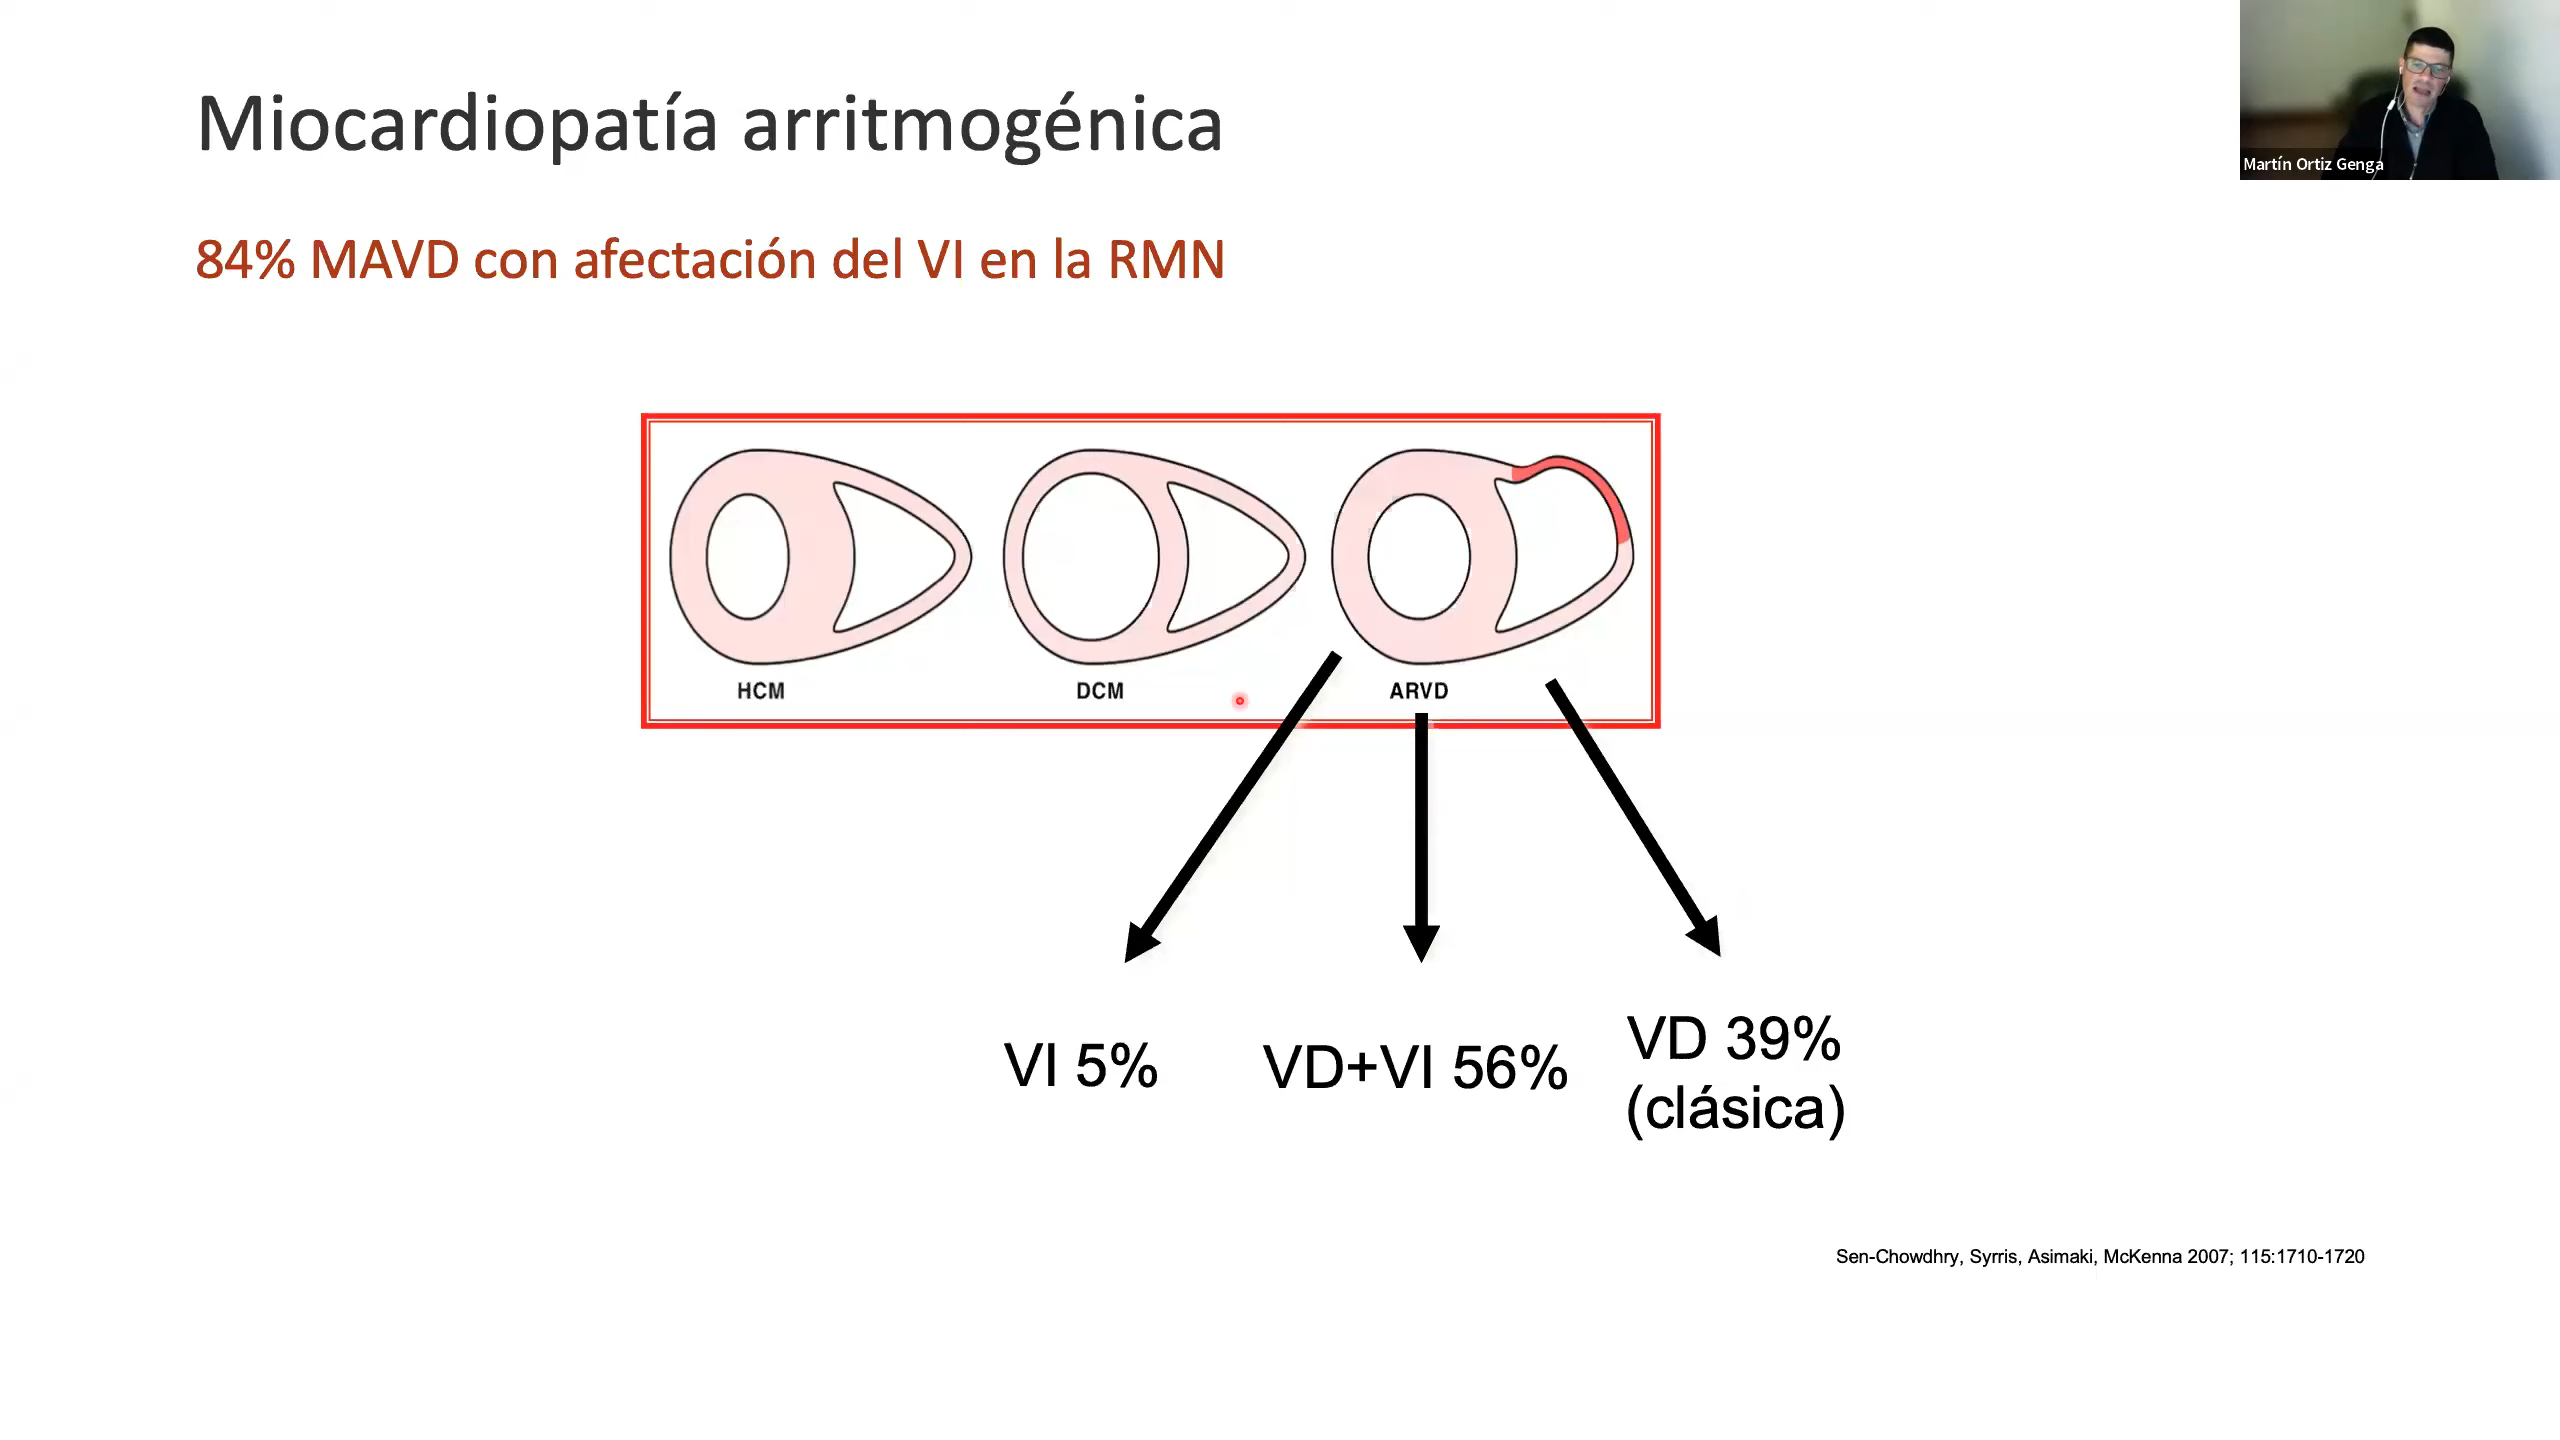 Miocardiopatía arritmogénica
Martín Ortiz Genga
84% MAVD con afectación del VI en la RMN
HCM
DCM
ARVD
VI 5%
VD+VI 56%
VD 39%
(clásica)
Sen-Chowdhry, Syrris, Asimaki, McKenna 2007; 115:1710-1720